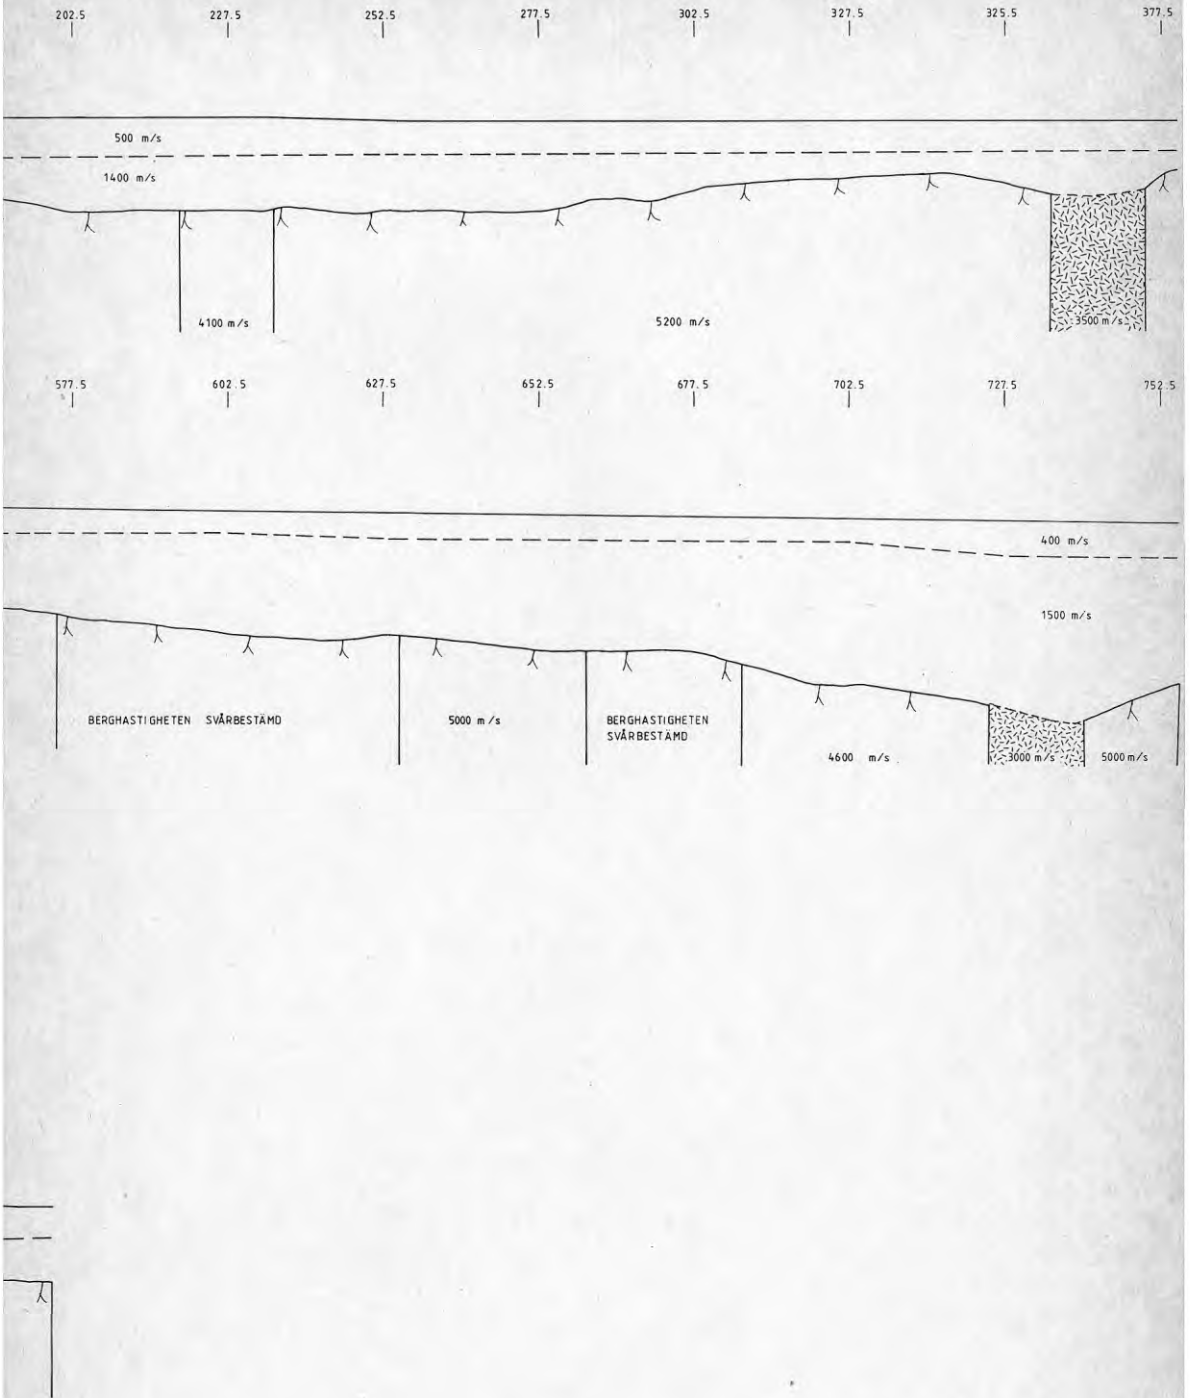 202.5 227.5 252.5 277.5 302.5 327.5 325.5 377.5
500 m/s
1400 m/s
4100 m/s 5200 m/s 3500 m/s
577.5 602.5 627.5 652.5 677.5 702.5 727.5 752.5
400 m/s
1500 m/s
BERGHASTIGHETEN SVÅRBESTÄMD 5000 m/s BERGHASTIGHETEN
SVÅRBESTÄMD
4600 m/s 3000 m/s 5000 m/s